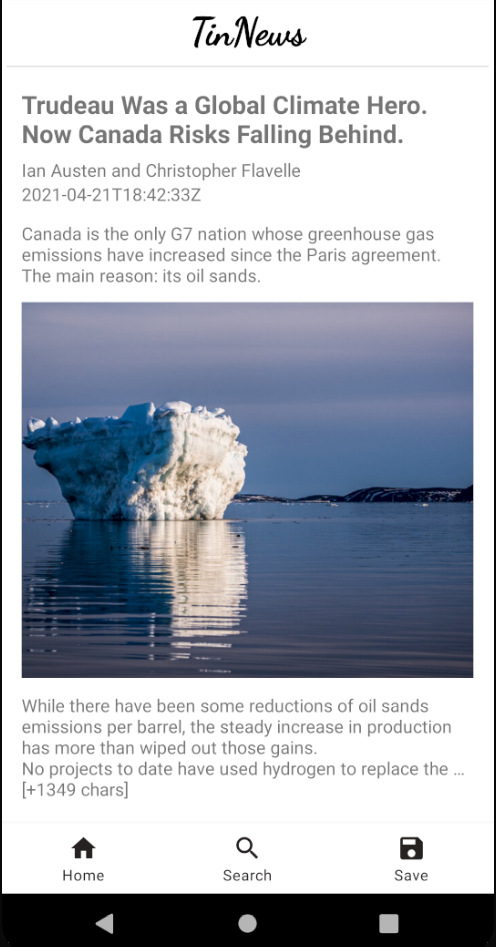 TinNews
Trudeau Was a Global Climate Hero.
Now Canada Risks Falling Behind.
Ian Austen and Christopher Flavelle
2021-04-21T18:42:33Z
Canada is the only G7 nation whose greenhouse gas
emissions have increased since the Paris agreement.
The main reason: its oil sands.
While there have been some reductions of oil sands
emissions per barrel, the steady increase in production
has more than wiped out those gains.
No projects to date have used hydrogen to replace the …
[+1349 chars]
Home Search Save